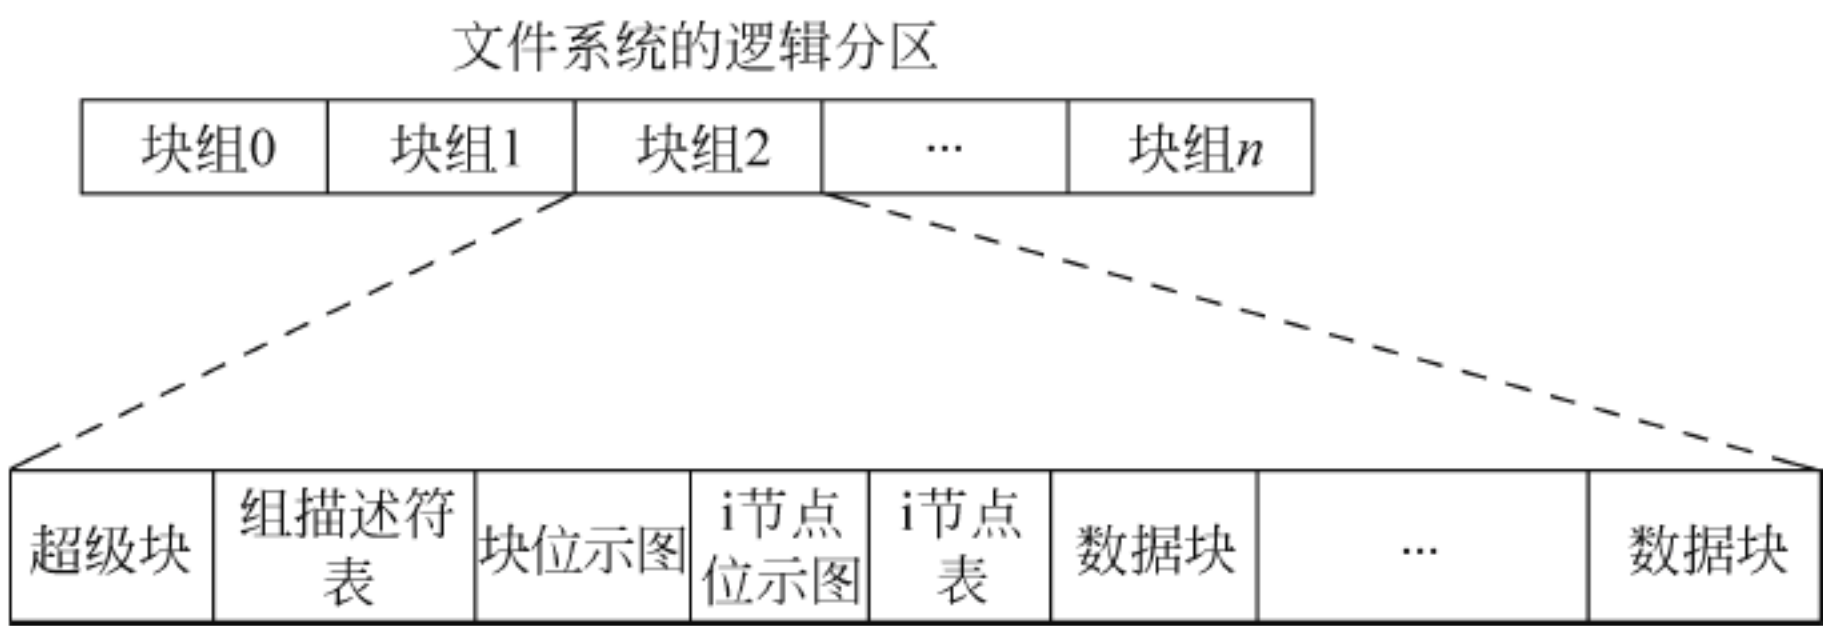 文件系统的逻辑分区
块组0 块组1 块组2 ··· 块组n
超级块 组描述符表 块位示图 i节点位示图 i节点表 数据块 ··· 数据块